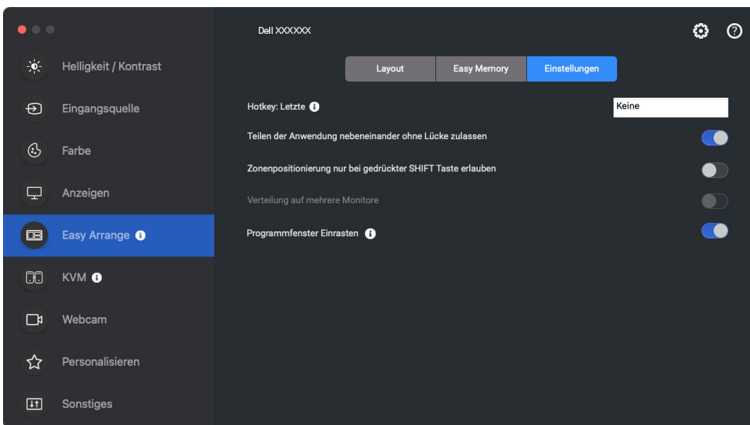 Dell XXXXXX
Helligkeit / Kontrast
Eingangsquelle
Farbe
Anzeigen
Easy Arrange
KVM
Webcam
Personalisieren
Sonstiges
Layout Easy Memory Einstellungen
Hotkey: Letzte Keine
Teilen der Anwendung nebeneinander ohne Lücke zulassen
Zonenpositionierung nur bei gedrückter SHIFT Taste erlauben
Verteilung auf mehrere Monitore
Programmfenster Einrasten